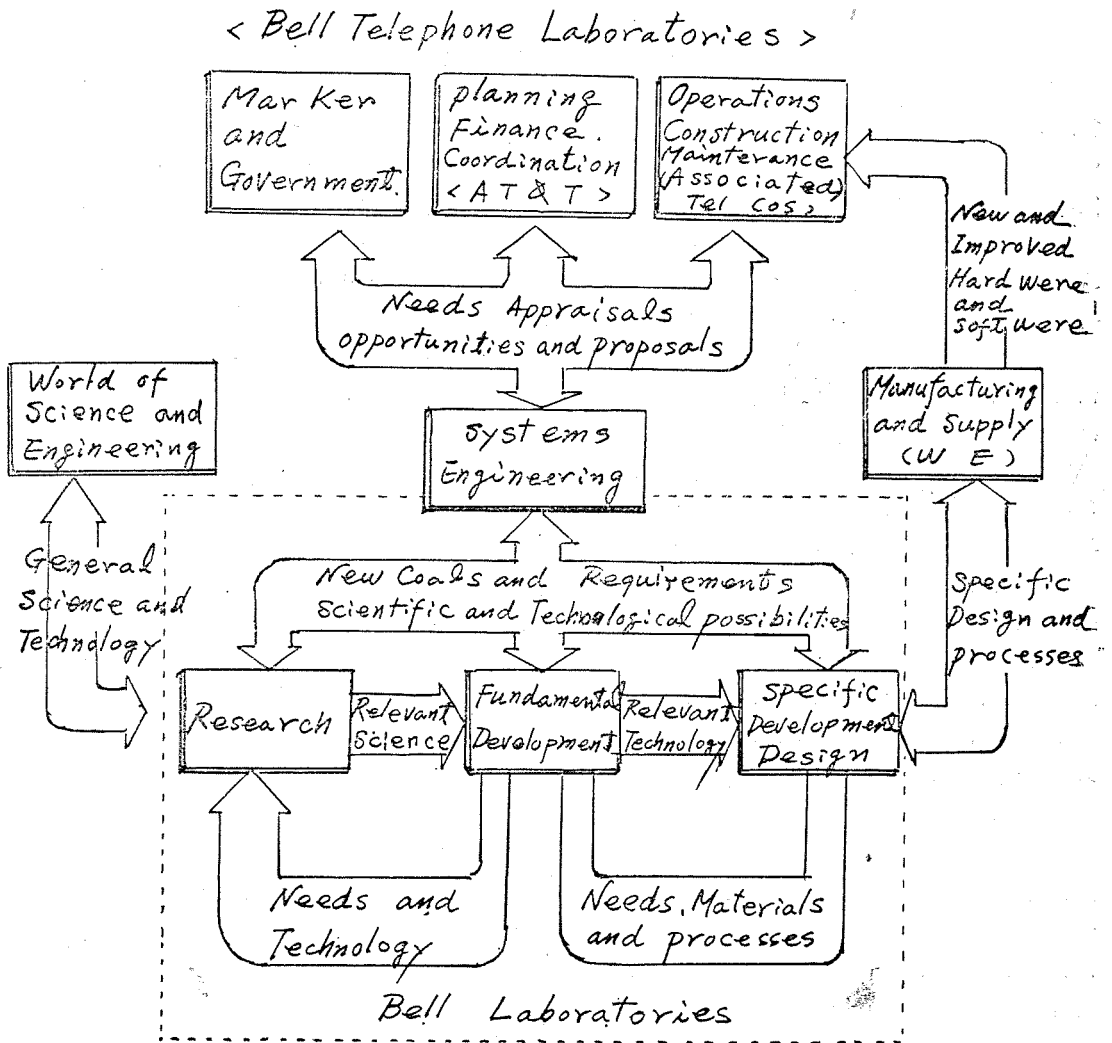 < Bell Telephone Laboratories >
Mar Ker
and
Government.
planning
Finance.
Coordination
< AT & T >
Operations
Construction
Mainterance
(Associated)
Tel Cos,
New and
Improved
Hard were
and
soft were
Needs Appraisals
opportunities and proposals
World of
Science and
Engineering
systems
Engineering
Manufacturing
and Supply
(W E)
General
Science and
Technology
New Coals and Requirements
Scientific and Technological possibilities
specific
Design and
processes
Research
Relevant
Science
Fundamental
Development
Relevant
Technology
specific
Development
Design
Needs and
Technology
Needs, Materials
and processes
Bell Laboratories